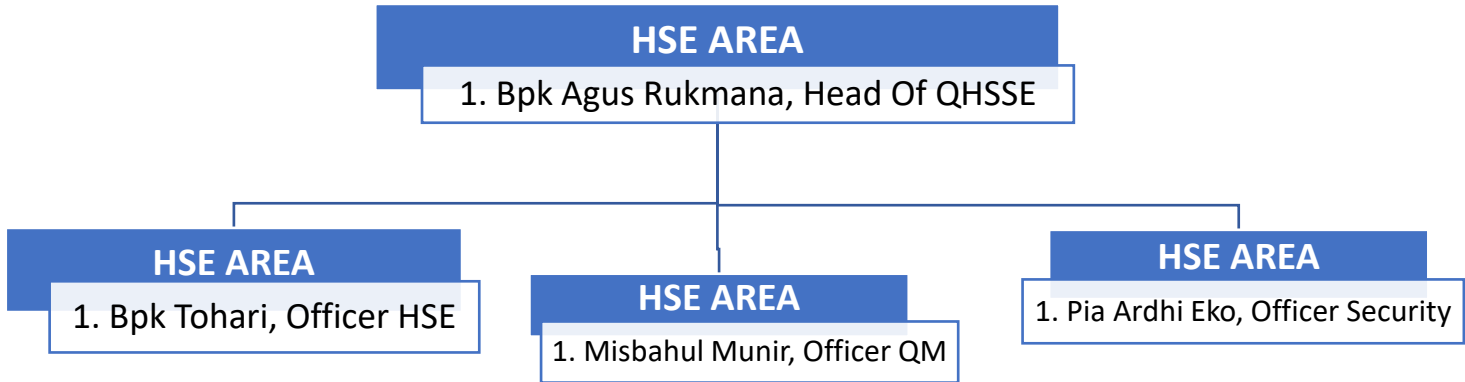 HSE AREA
1. Bpk Agus Rukmana, Head Of QHSSE
HSE AREA
1. Bpk Tohari, Officer HSE
HSE AREA
1. Misbahul Munir, Officer QM
HSE AREA
1. Pia Ardhi Eko, Officer Security